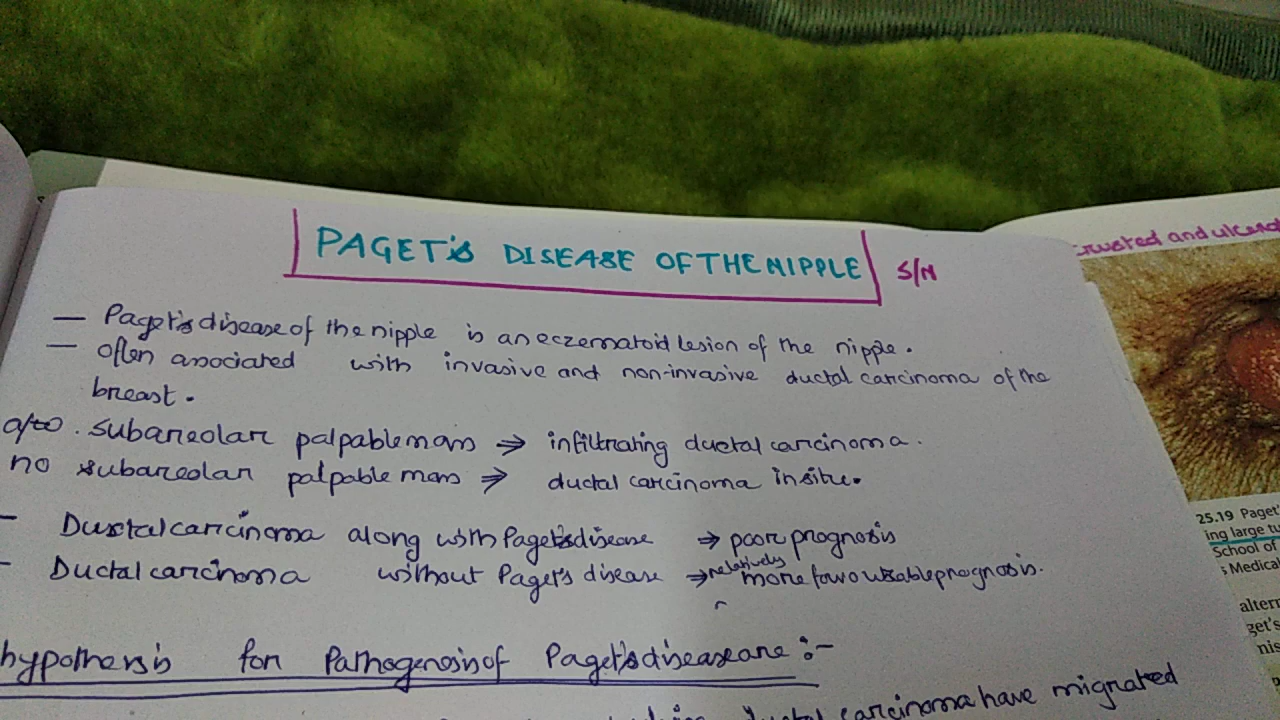 PAGET'S DISEASE OF THE NIPPLE S/N
crusted and
— Paget's disease of the nipple is an eczematoid lesion of the nipple.
— often associated with invasive and non-invasive ductal carcinoma of the
breast.
subareolar palpable mass ⇒ infiltrating ductal carcinoma.
no subareolar palpable mass ⇒ ductal carcinoma insitu.
- Ductal carcinoma along with Paget's disease ⇒ poor prognosis
- Ductal carcinoma without Paget's disease ⇒ relatively more favourable prognosis.
hypothesis for Pathogenesis of Paget's disease are :-
ductal carcinoma have migrated
25.19 Paget'
ing large tu
School of
s Medical
altern
get's
nis